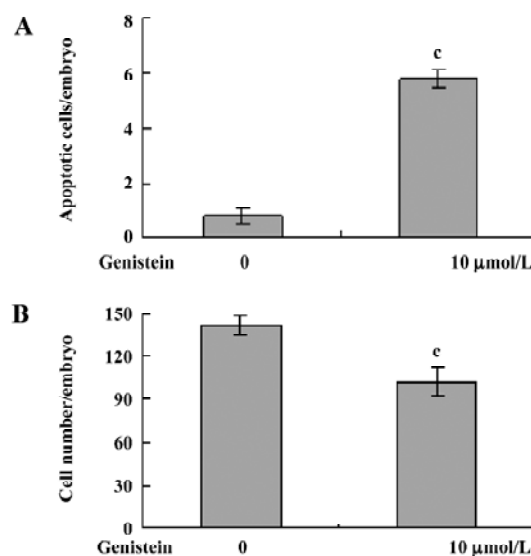 A
Apoptotic cells/embryo
8
6
4
2
0
c
Genistein 0 10 μmol/L
B
Cell number/embryo
150
120
90
60
30
0
c
Genistein 0 10 μmol/L